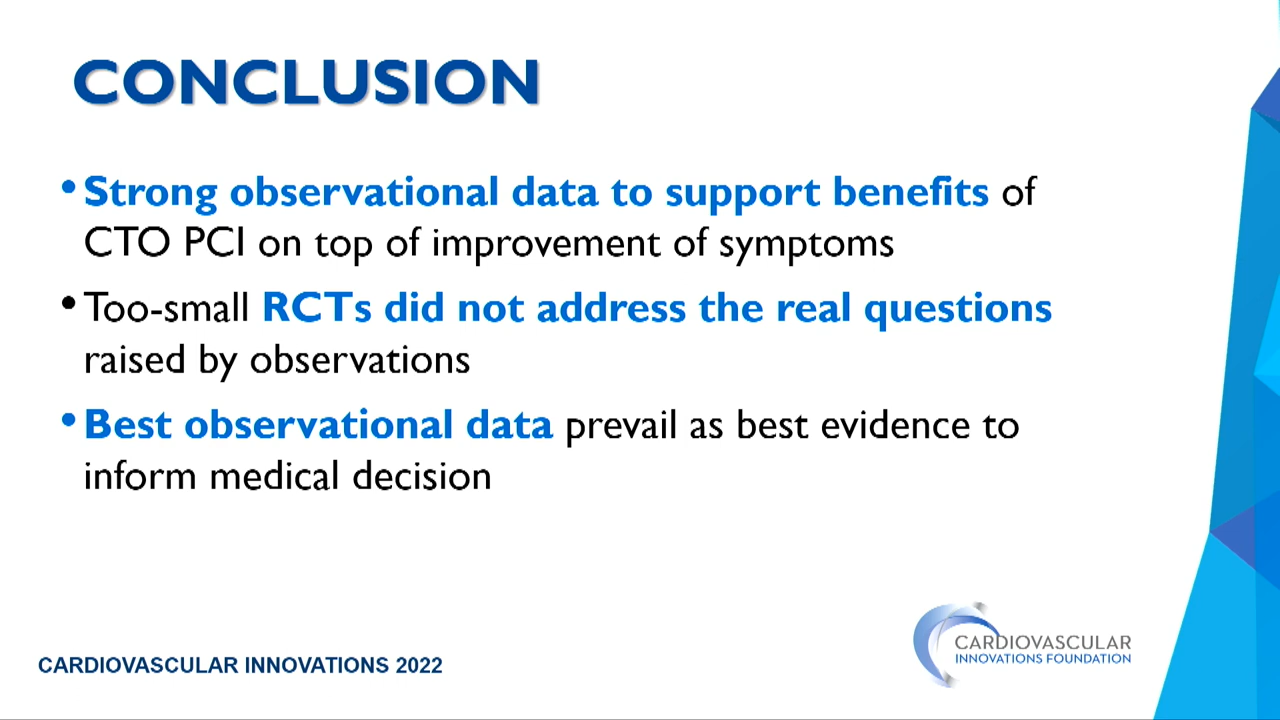 CONCLUSION
• Strong observational data to support benefits of
CTO PCI on top of improvement of symptoms
• Too-small RCTs did not address the real questions
raised by observations
• Best observational data prevail as best evidence to
inform medical decision
CARDIOVASCULAR
INNOVATIONS FOUNDATION
CARDIOVASCULAR INNOVATIONS 2022